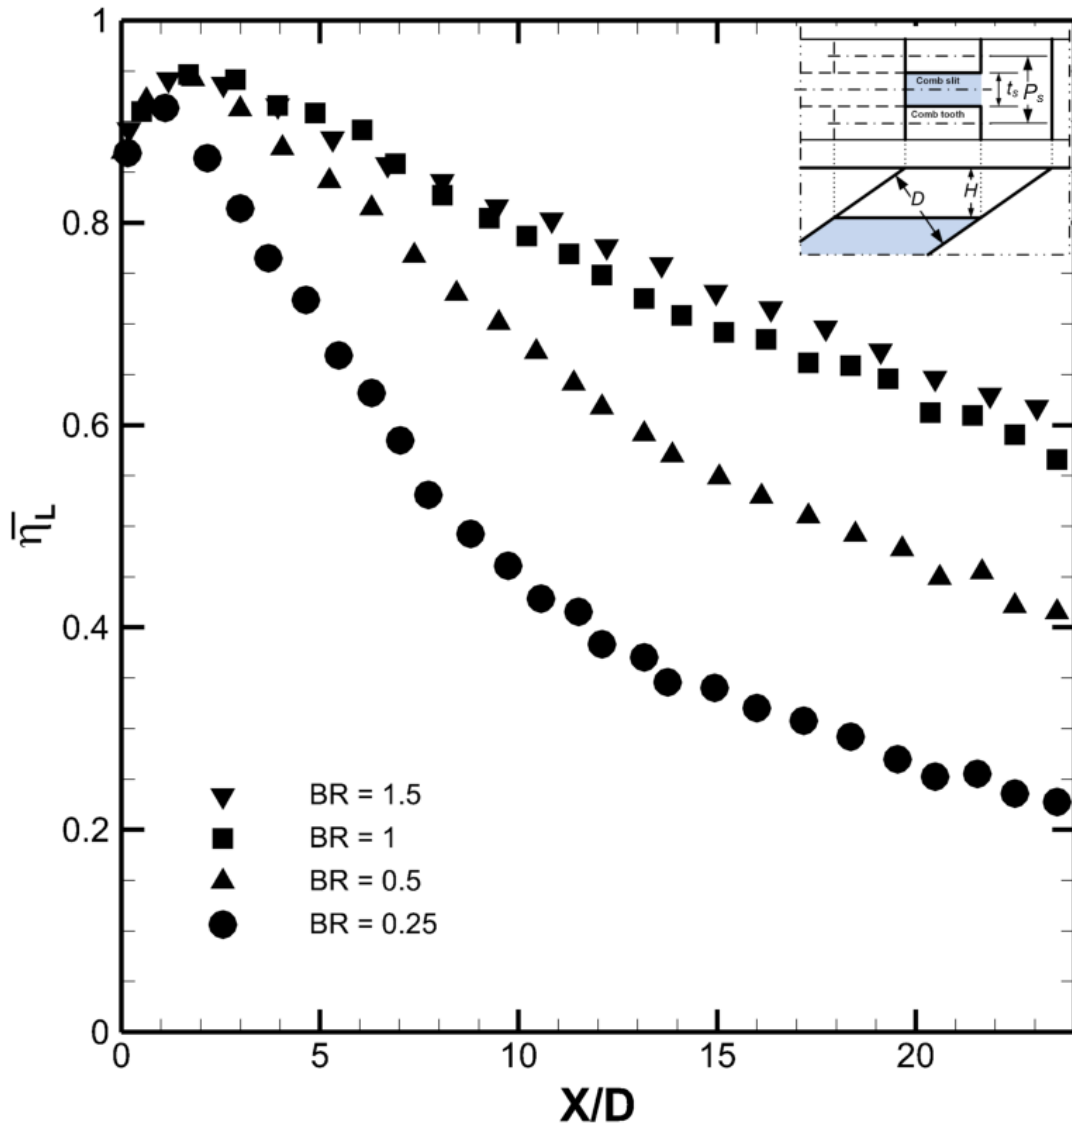 1
0.8
0.6
0.4
0.2
0
η̅L
Comb slit
Comb tooth
ts
Ps
D
H
BR = 1.5
BR = 1
BR = 0.5
BR = 0.25
0 5 10 15 20
X/D